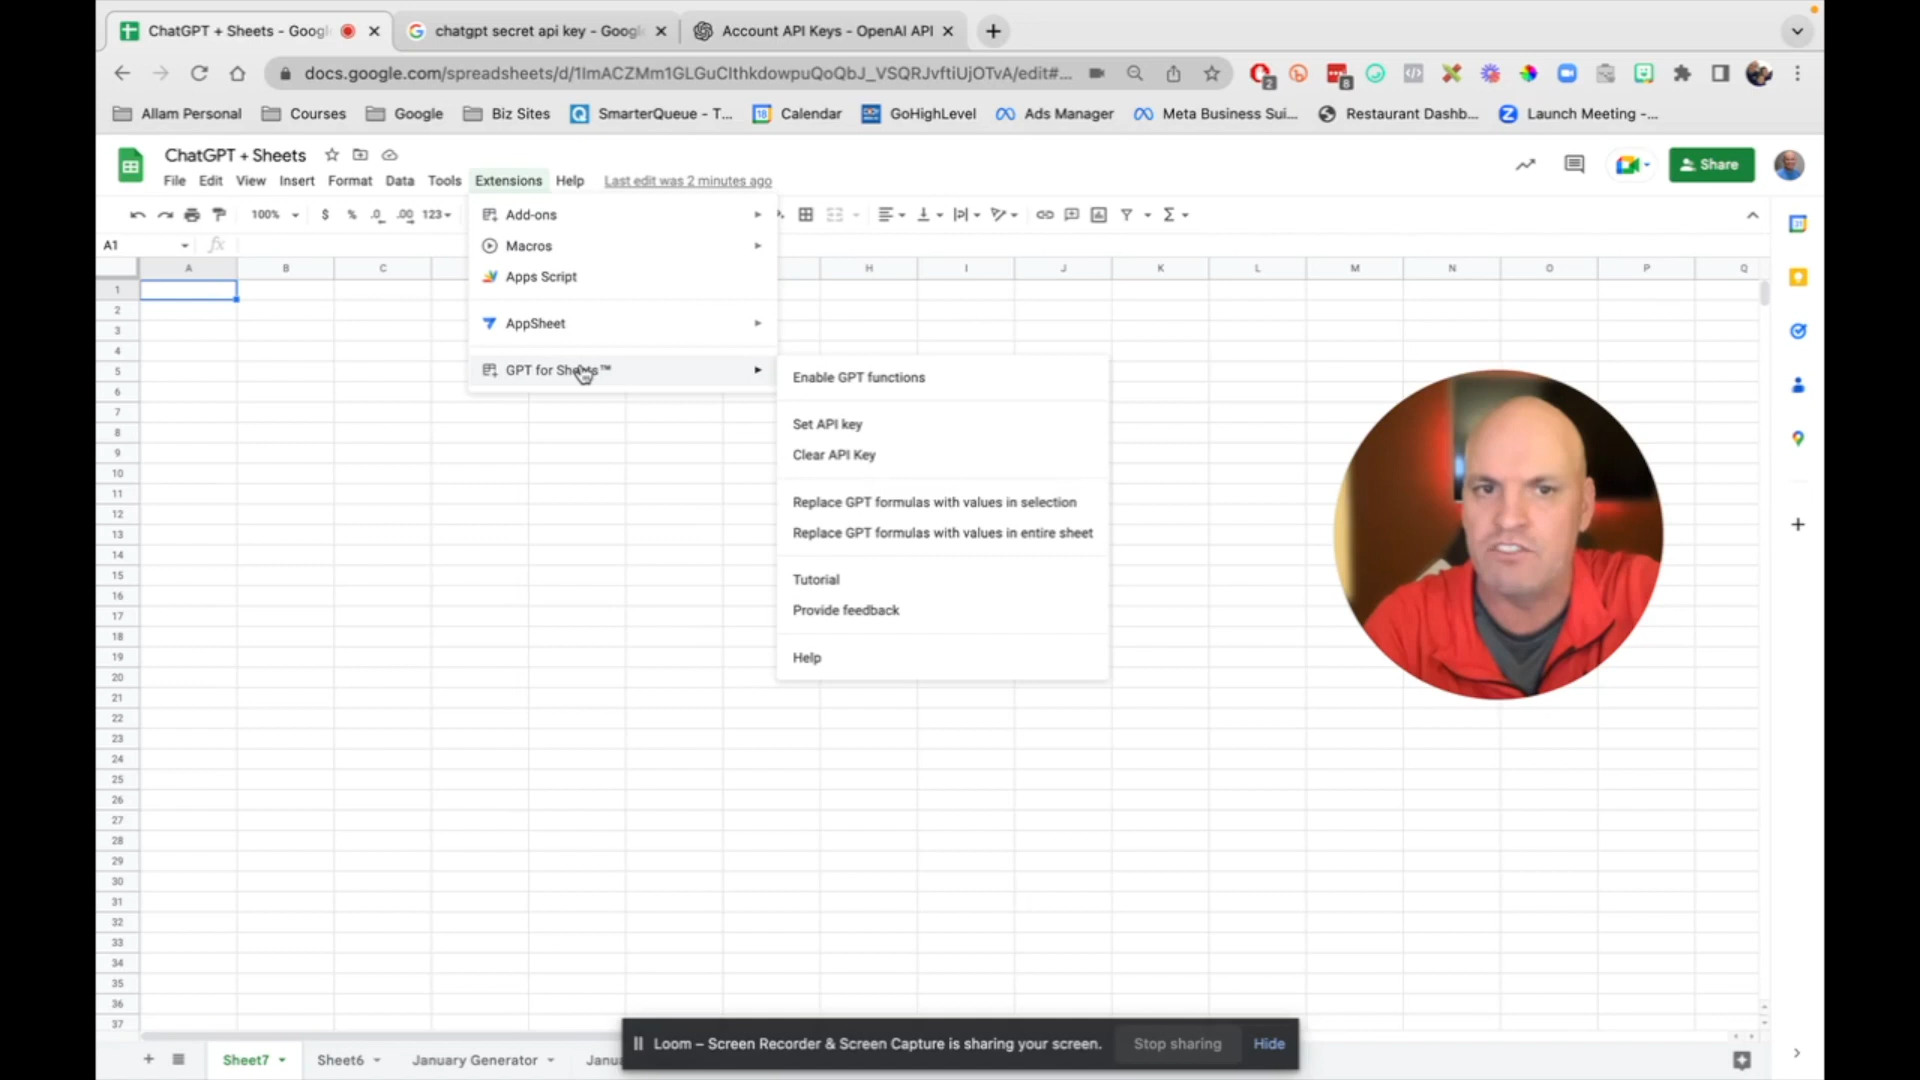 ChatGPT + Sheets - Googl
chatgpt secret api key - Googl
Account API Keys - OpenAI API
docs.google.com/spreadsheets/d/1ImACZMm1GLGuCIthkdowpuQoQbJ_VSQRJvftiUjOTvA/edit#...
2
8
Allam Personal
Courses
Google
Biz Sites
SmarterQueue - T...
Calendar
GoHighLevel
Ads Manager
Meta Business Sui...
Restaurant Dashb...
Launch Meeting -...
ChatGPT + Sheets
File Edit View Insert Format Data Tools Extensions Help Last edit was 2 minutes ago
Share
100% $ % .0 .00 123
A1
fx
Add-ons
Macros
Apps Script
AppSheet
GPT for Sheets™
Enable GPT functions
Set API key
Clear API Key
Replace GPT formulas with values in selection
Replace GPT formulas with values in entire sheet
Tutorial
Provide feedback
Help
A B C H I J K L M N O P Q
1
2
3
4
5
6
7
8
9
10
11
12
13
14
15
16
17
18
19
20
21
22
23
24
25
26
27
28
29
30
31
32
33
34
35
36
37
Loom – Screen Recorder & Screen Capture is sharing your screen. Stop sharing Hide
Sheet7 Sheet6 January Generator Janu